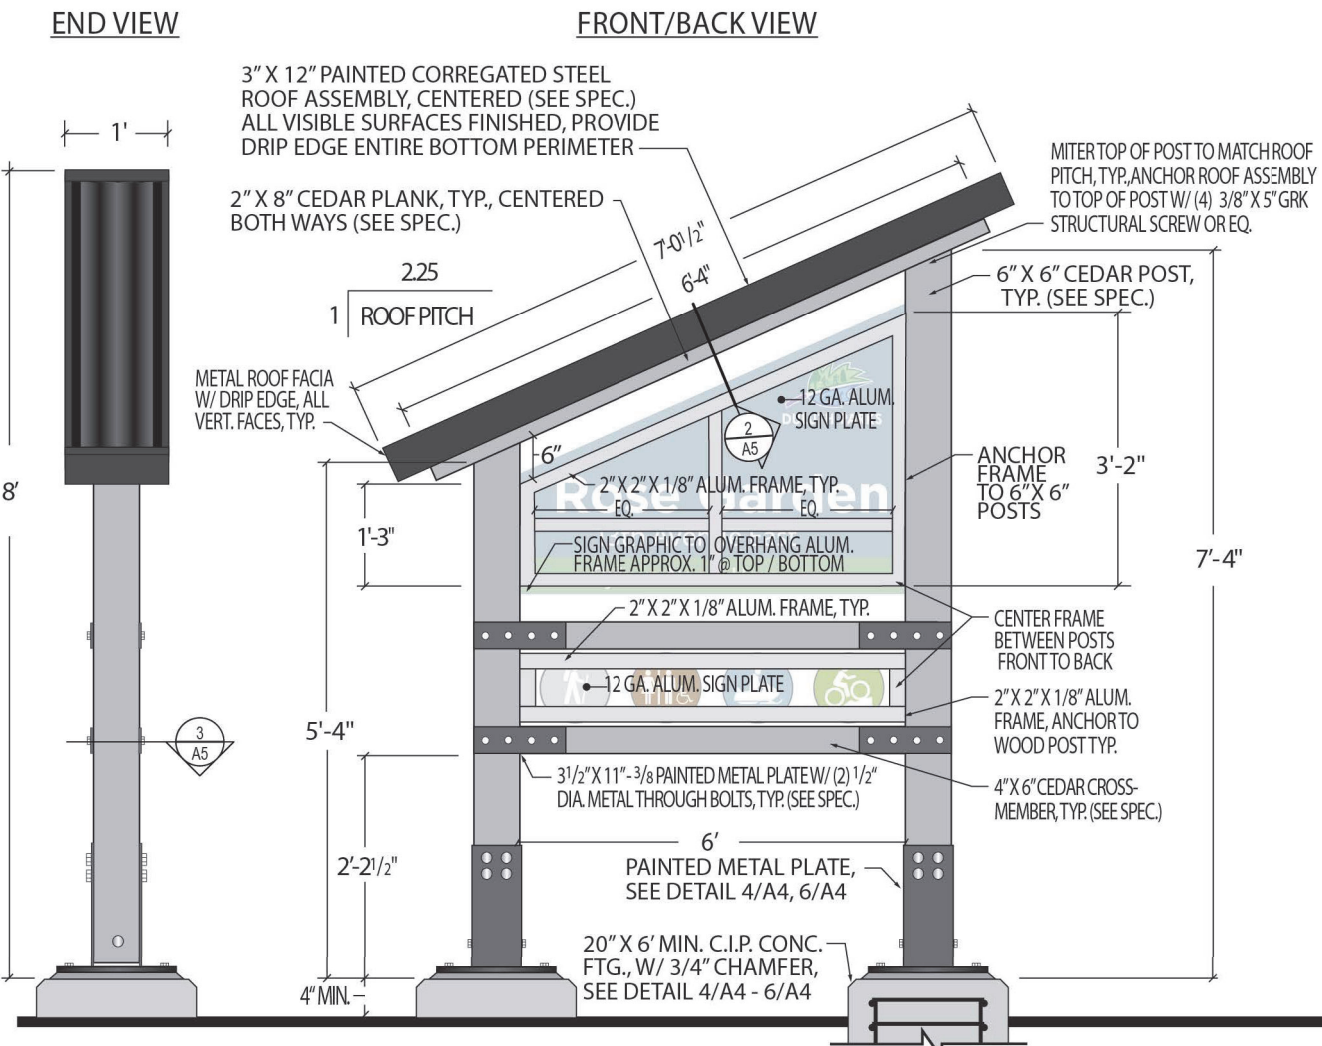 END VIEW
FRONT/BACK VIEW
3" X 12" PAINTED CORREGATED STEEL
ROOF ASSEMBLY, CENTERED (SEE SPEC.)
ALL VISIBLE SURFACES FINISHED, PROVIDE
DRIP EDGE ENTIRE BOTTOM PERIMETER
2" X 8" CEDAR PLANK, TYP., CENTERED
BOTH WAYS (SEE SPEC.)
1'
8'
2.25
1 ROOF PITCH
METAL ROOF FACIA
W/ DRIP EDGE, ALL
VERT. FACES, TYP.
7'-0 1/2"
6'-4"
MITER TOP OF POST TO MATCH ROOF
PITCH, TYP., ANCHOR ROOF ASSEMBLY
TO TOP OF POST W/ (4) 3/8" X 5" GRK
STRUCTURAL SCREW OR EQ.
6" X 6" CEDAR POST,
TYP. (SEE SPEC.)
12 GA. ALUM.
SIGN PLATE
2
A5
6"
2" X 2" X 1/8" ALUM. FRAME, TYP.
EQ.
EQ.
Rose Garden
SIGN GRAPHIC TO OVERHANG ALUM.
FRAME APPROX. 1" @ TOP / BOTTOM
ANCHOR
FRAME
TO 6" X 6"
POSTS
3'-2"
7'-4"
1'-3"
2" X 2" X 1/8" ALUM. FRAME, TYP.
CENTER FRAME
BETWEEN POSTS
FRONT TO BACK
12 GA. ALUM. SIGN PLATE
2" X 2" X 1/8" ALUM.
FRAME, ANCHOR TO
WOOD POST TYP.
5'-4"
3
A5
3 1/2" X 11" - 3/8 PAINTED METAL PLATE W/ (2) 1/2"
DIA. METAL THROUGH BOLTS, TYP. (SEE SPEC.)
4" X 6" CEDAR CROSS-
MEMBER, TYP. (SEE SPEC.)
6'
2'-2 1/2"
PAINTED METAL PLATE,
SEE DETAIL 4/A4, 6/A4
20" X 6' MIN. C.I.P. CONC.
FTG., W/ 3/4" CHAMFER,
SEE DETAIL 4/A4 - 6/A4
4" MIN.